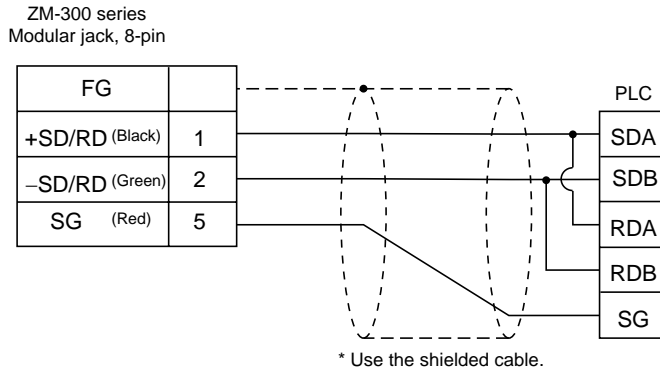 ZM-300 series
Modular jack, 8-pin
FG
PLC
+SD/RD (Black) 1
SDA
−SD/RD (Green) 2
SDB
SG (Red) 5
RDA
RDB
SG
* Use the shielded cable.